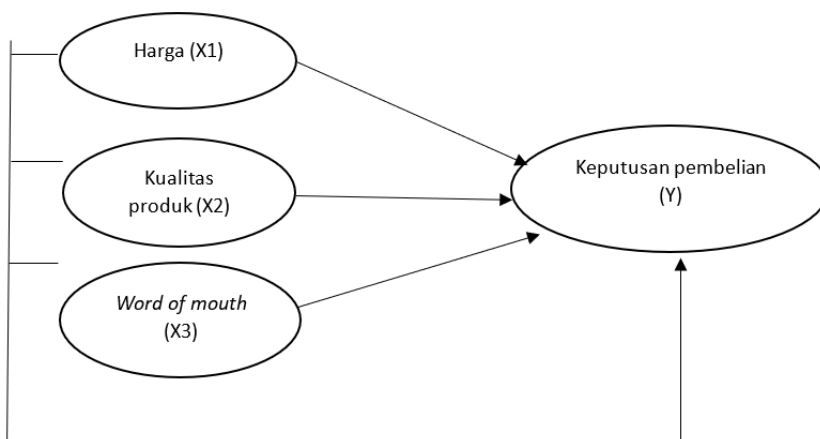 Harga (X1)
Kualitas
produk (X2)
Word of mouth
(X3)
Keputusan pembelian
(Y)